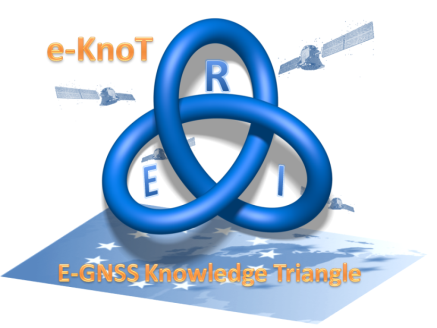 e-KnoT
R
E I
E-GNSS Knowledge Triangle